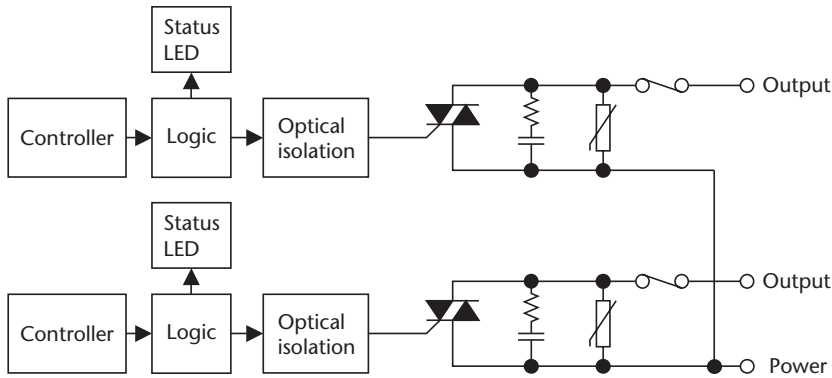 Status
LED
Controller
Logic
Optical
isolation
Output
Status
LED
Controller
Logic
Optical
isolation
Output
Power